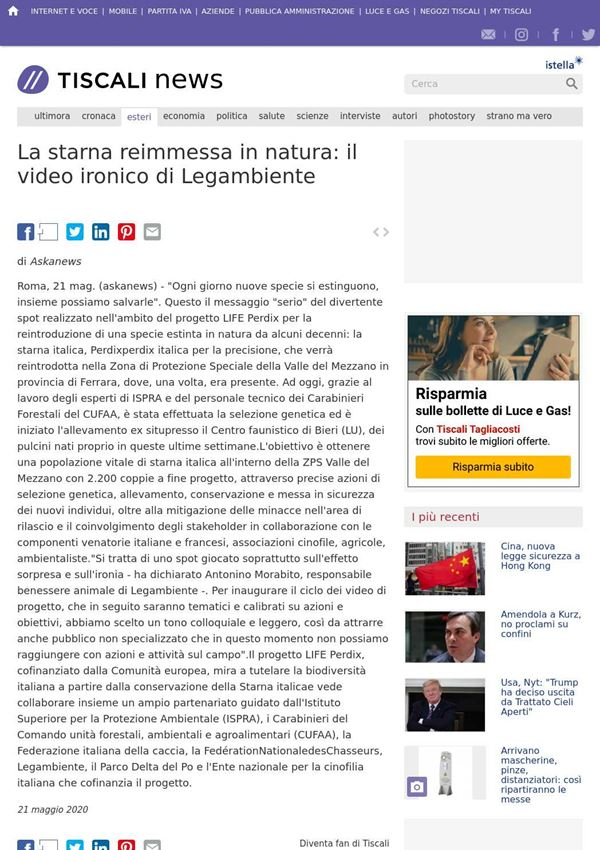 INTERNET E VOCE | MOBILE | PARTITA IVA | AZIENDE | PUBBLICA AMMINISTRAZIONE | LUCE E GAS | NEGOZI TISCALI | MY TISCALI
TISCALI news
istella
Cerca
ultimora cronaca esteri economia politica salute scienze interviste autori photostory strano ma vero
La starna reimmessa in natura: il
video ironico di Legambiente
di Askanews
Roma, 21 mag. (askanews) - "Ogni giorno nuove specie si estinguono,
insieme possiamo salvarle". Questo il messaggio "serio" del divertente
spot realizzato nell'ambito del progetto LIFE Perdix per la
reintroduzione di una specie estinta in natura da alcuni decenni: la
starna italica, Perdixperdix italica per la precisione, che verrà
reintrodotta nella Zona di Protezione Speciale della Valle del Mezzano in
provincia di Ferrara, dove, una volta, era presente. Ad oggi, grazie al
lavoro degli esperti di ISPRA e del personale tecnico dei Carabinieri
Forestali del CUFAA, è stata effettuata la selezione genetica ed è
iniziato l'allevamento ex situpresso il Centro faunistico di Bieri (LU), dei
pulcini nati proprio in queste ultime settimane.L'obiettivo è ottenere
una popolazione vitale di starna italica all'interno della ZPS Valle del
Mezzano con 2.200 coppie a fine progetto, attraverso precise azioni di
selezione genetica, allevamento, conservazione e messa in sicurezza
dei nuovi individui, oltre alla mitigazione delle minacce nell'area di
rilascio e il coinvolgimento degli stakeholder in collaborazione con le
componenti venatorie italiane e francesi, associazioni cinofile, agricole,
ambientaliste."Si tratta di uno spot giocato soprattutto sull'effetto
sorpresa e sull'ironia - ha dichiarato Antonino Morabito, responsabile
benessere animale di Legambiente -. Per inaugurare il ciclo dei video di
progetto, che in seguito saranno tematici e calibrati su azioni e
obiettivi, abbiamo scelto un tono colloquiale e leggero, così da attrarre
anche pubblico non specializzato che in questo momento non possiamo
raggiungere con azioni e attività sul campo".Il progetto LIFE Perdix,
cofinanziato dalla Comunità europea, mira a tutelare la biodiversità
italiana a partire dalla conservazione della Starna italicae vede
collaborare insieme un ampio partenariato guidato dall'Istituto
Superiore per la Protezione Ambientale (ISPRA), i Carabinieri del
Comando unità forestali, ambientali e agroalimentari (CUFAA), la
Federazione italiana della caccia, la FedérationNationaledesChasseurs,
Legambiente, il Parco Delta del Po e l'Ente nazionale per la cinofilia
italiana che cofinanzia il progetto.
21 maggio 2020
Diventa fan di Tiscali
Risparmia
sulle bollette di Luce e Gas!
Con Tiscali Tagliacosti
trovi subito le migliori offerte.
Risparmia subito
I più recenti
Cina, nuova
legge sicurezza a
Hong Kong
Amendola a Kurz,
no proclami su
confini
Usa, Nyt: "Trump
ha deciso uscita
da Trattato Cieli
Aperti"
Arrivano
mascherine,
pinze,
distanziatori: così
ripartiranno le
messe